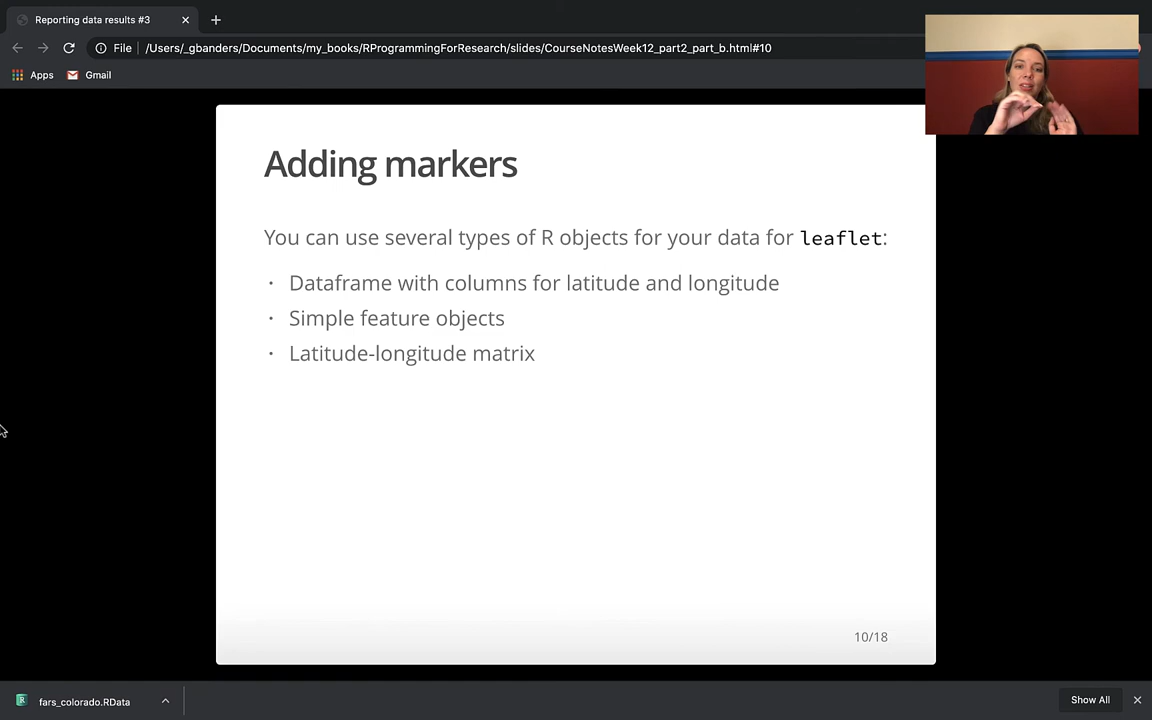 Reporting data results #3
File
/Users/_gbanders/Documents/my_books/RProgrammingForResearch/slides/CourseNotesWeek12_part2_part_b.html#10
Apps
Gmail
Adding markers
You can use several types of R objects for your data for leaflet:
• Dataframe with columns for latitude and longitude
• Simple feature objects
• Latitude-longitude matrix
10/18
fars_colorado.RData
Show All